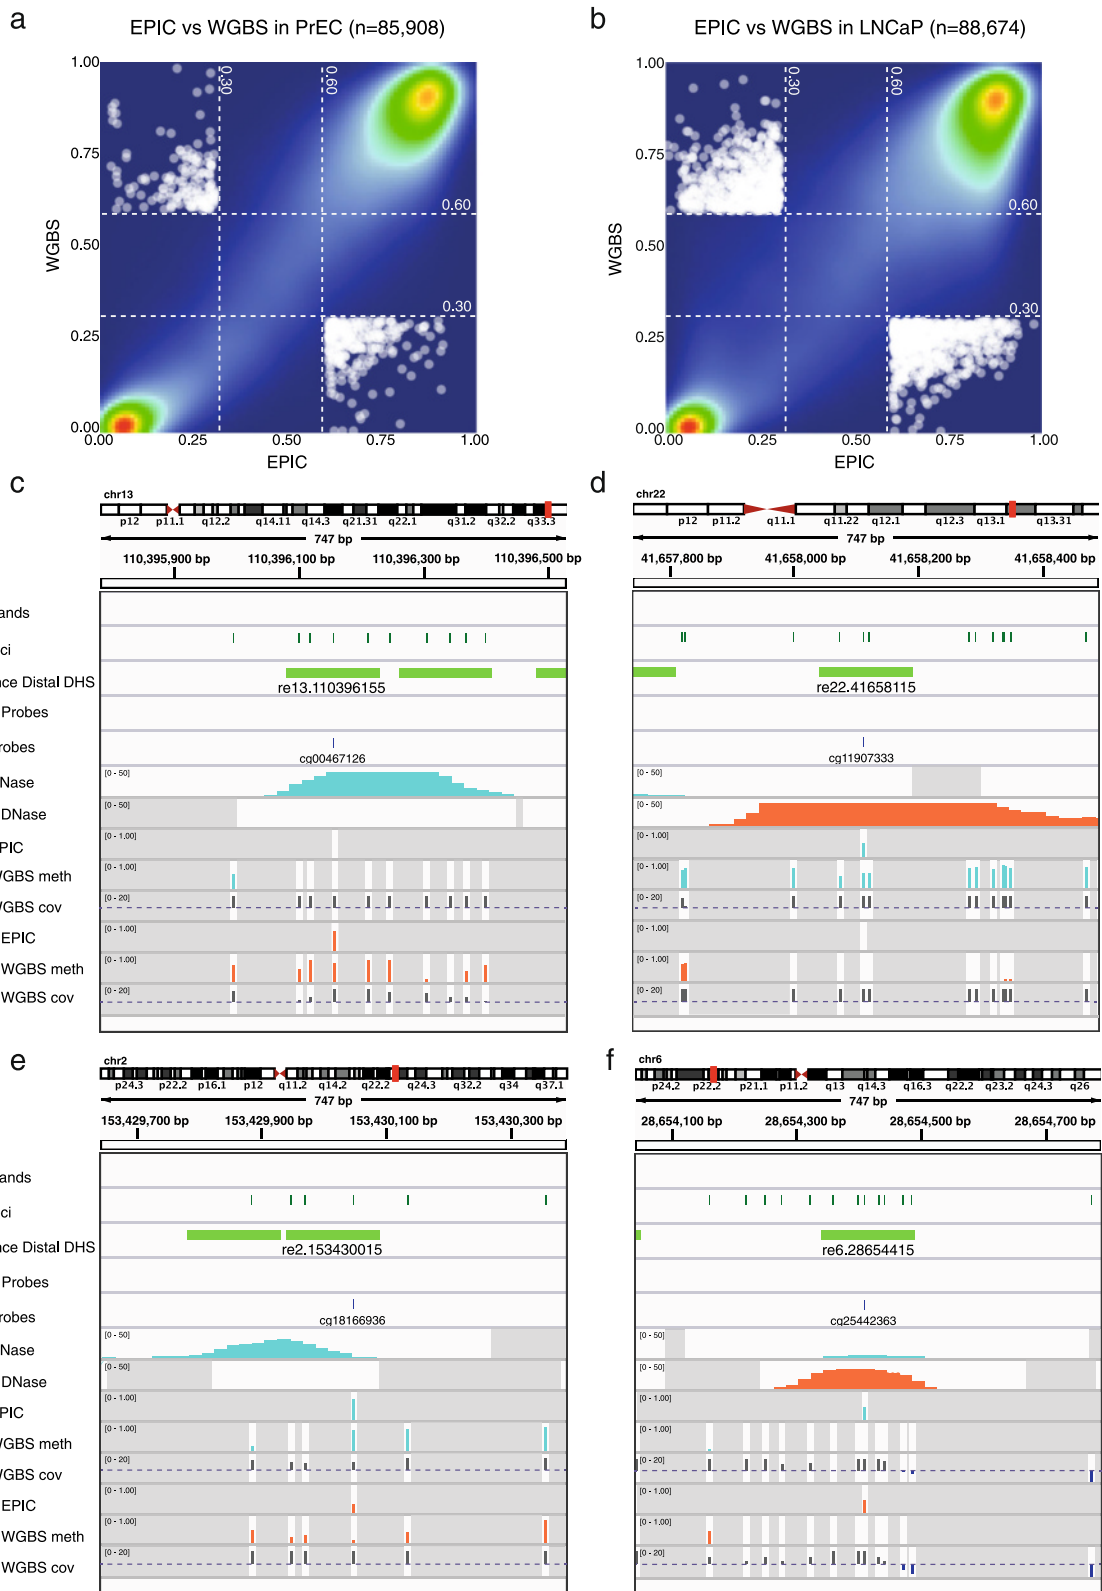 a
EPIC vs WGBS in PrEC (n=85,908)
1.00
0.75
0.50
0.25
0.00
WGBS
0.30
0.60
0.60
0.30
0.00
0.25
0.50
0.75
1.00
EPIC
b
EPIC vs WGBS in LNCaP (n=88,674)
1.00
0.75
0.50
0.25
0.00
WGBS
0.30
0.60
0.60
0.30
0.00
0.25
0.50
0.75
1.00
EPIC
c
chr13
p12 p11.1 q12.2 q14.11 q14.3 q21.31 q22.1 q31.2 q32.2 q33.3
747 bp
110,395,900 bp 110,396,100 bp 110,396,300 bp 110,396,500 bp
ands
ci
nce Distal DHS
re13.110396155
Probes
robes
cg00467126
Nase [0 - 50]
DNase [0 - 50]
PIC [0 - 1.00]
WGBS meth [0 - 1.00]
WGBS cov [0 - 20]
EPIC [0 - 1.00]
WGBS meth [0 - 1.00]
WGBS cov [0 - 20]
d
chr22
p12 p11.2 q11.1 q11.22 q12.1 q12.3 q13.1 q13.31
747 bp
41,657,800 bp 41,658,000 bp 41,658,200 bp 41,658,400 bp
re22.41658115
cg11907333
[0 - 50]
[0 - 50]
[0 - 1.00]
[0 - 1.00]
[0 - 20]
[0 - 1.00]
[0 - 1.00]
[0 - 20]
e
chr2
p24.3 p22.2 p16.1 p12 q11.2 q14.2 q22.2 q24.3 q32.2 q34 q37.1
747 bp
153,429,700 bp 153,429,900 bp 153,430,100 bp 153,430,300 bp
ands
ci
nce Distal DHS
re2.153430015
Probes
robes
cg18166936
Nase [0 - 50]
DNase [0 - 50]
PIC [0 - 1.00]
WGBS meth [0 - 1.00]
WGBS cov [0 - 20]
EPIC [0 - 1.00]
WGBS meth [0 - 1.00]
WGBS cov [0 - 20]
f
chr6
p24.2 p22.2 p21.1 p11.2 q13 q14.3 q16.3 q22.2 q23.2 q24.3 q26
747 bp
28,654,100 bp 28,654,300 bp 28,654,500 bp 28,654,700 bp
re6.28654415
cg25442363
[0 - 50]
[0 - 50]
[0 - 1.00]
[0 - 1.00]
[0 - 20]
[0 - 1.00]
[0 - 1.00]
[0 - 20]